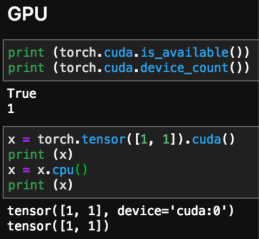 GPU
print (torch.cuda.is_available())
print (torch.cuda.device_count())
True
1
x = torch.tensor([1, 1]).cuda()
print (x)
x = x.cpu()
print (x)
tensor([1, 1], device='cuda:0')
tensor([1, 1])